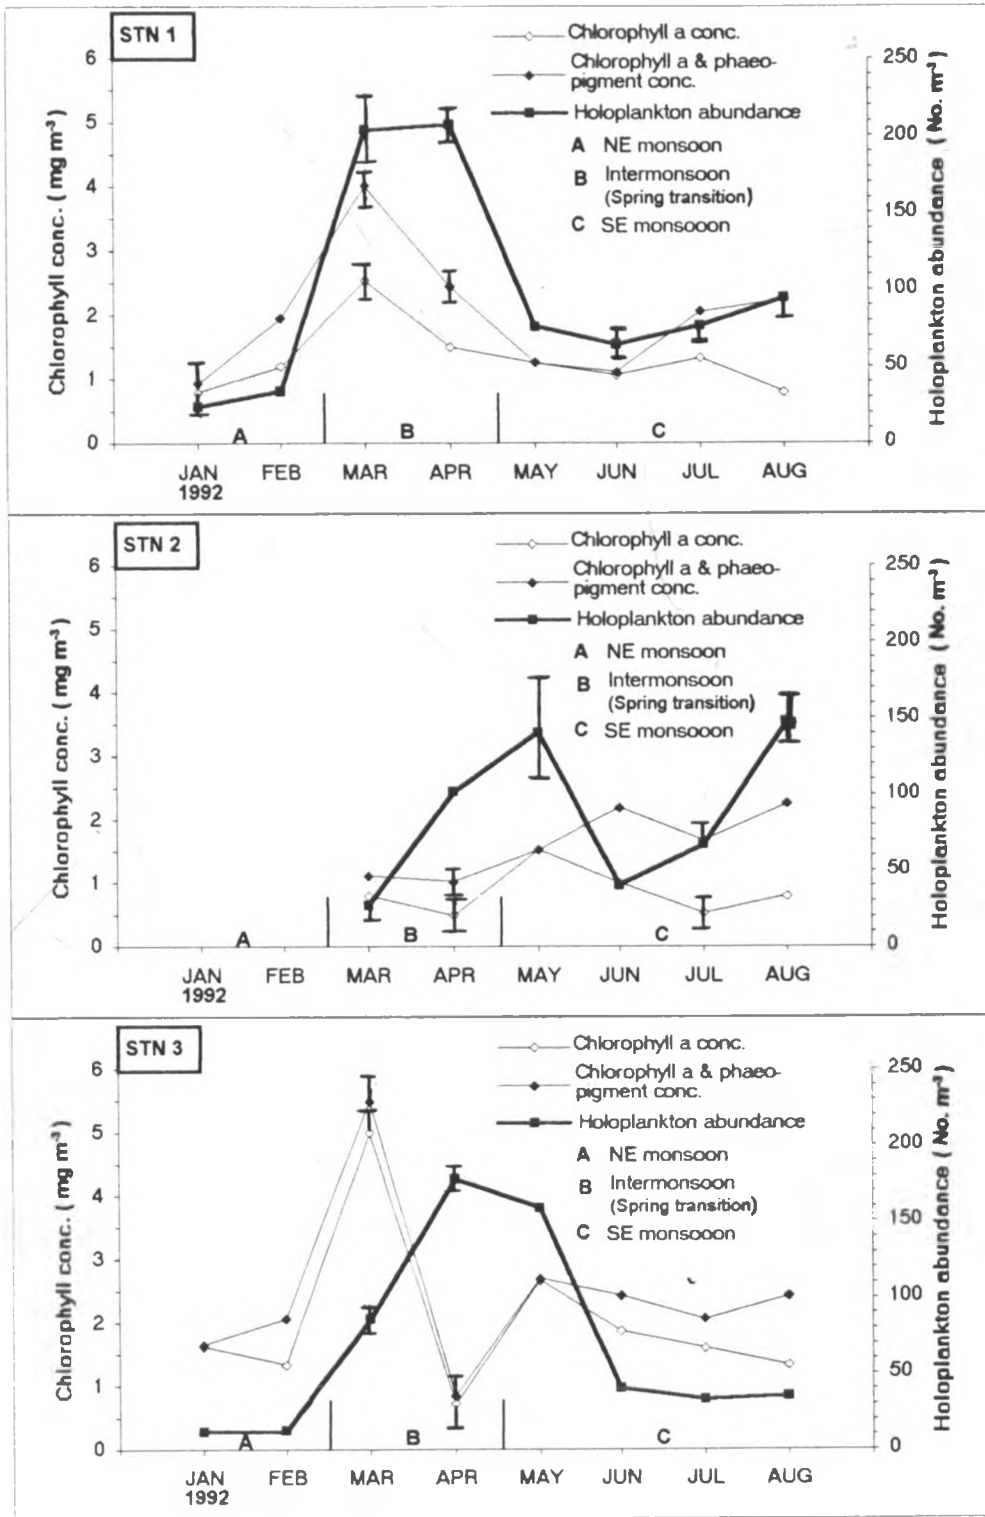 STN 1
Chlorophyll a conc.
Chlorophyll a & phaeo-
pigment conc.
Holoplankton abundance
A NE monsoon
B Intermonsoon
(Spring transition)
C SE monsooon
Chlorophyll conc. ( mg m⁻³ )
6
5
4
3
2
1
0
250
200
150
100
50
0
Holoplankton abundance ( No. m⁻³ )
A B C
JAN FEB MAR APR MAY JUN JUL AUG
1992
STN 2
Chlorophyll a conc.
Chlorophyll a & phaeo-
pigment conc.
Holoplankton abundance
A NE monsoon
B Intermonsoon
(Spring transition)
C SE monsooon
Chlorophyll conc. ( mg m⁻³ )
6
5
4
3
2
1
0
250
200
150
100
50
0
Holoplankton abundance ( No. m⁻³ )
A B C
JAN FEB MAR APR MAY JUN JUL AUG
1992
STN 3
Chlorophyll a conc.
Chlorophyll a & phaeo-
pigment conc.
Holoplankton abundance
A NE monsoon
B Intermonsoon
(Spring transition)
C SE monsooon
Chlorophyll conc. ( mg m⁻³ )
6
5
4
3
2
1
0
250
200
150
100
50
0
Holoplankton abundance ( No. m⁻³ )
A B C
JAN FEB MAR APR MAY JUN JUL AUG
1992